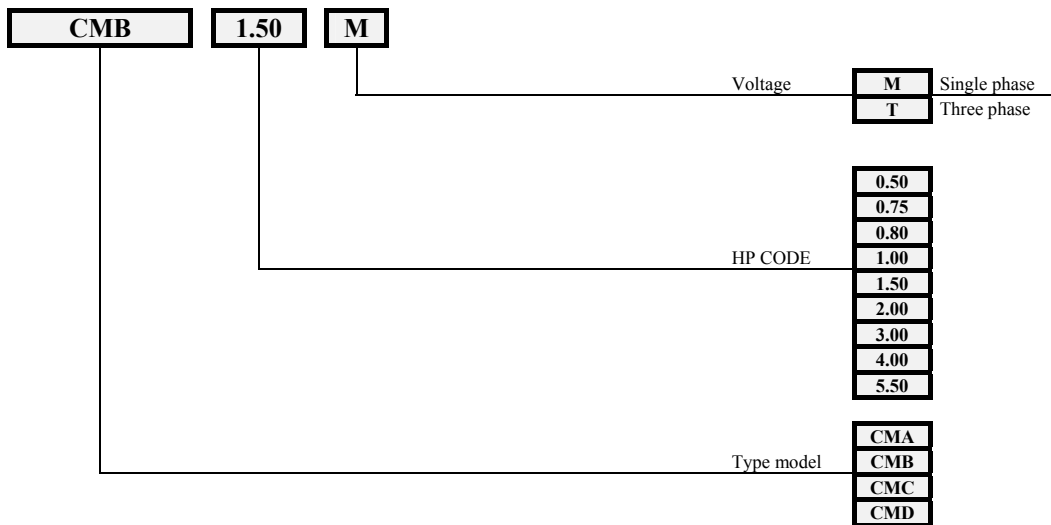 CMB 1.50 M
Voltage M Single phase
T Three phase
0.50
0.75
0.80
HP CODE 1.00
1.50
2.00
3.00
4.00
5.50
CMA
Type model CMB
CMC
CMD